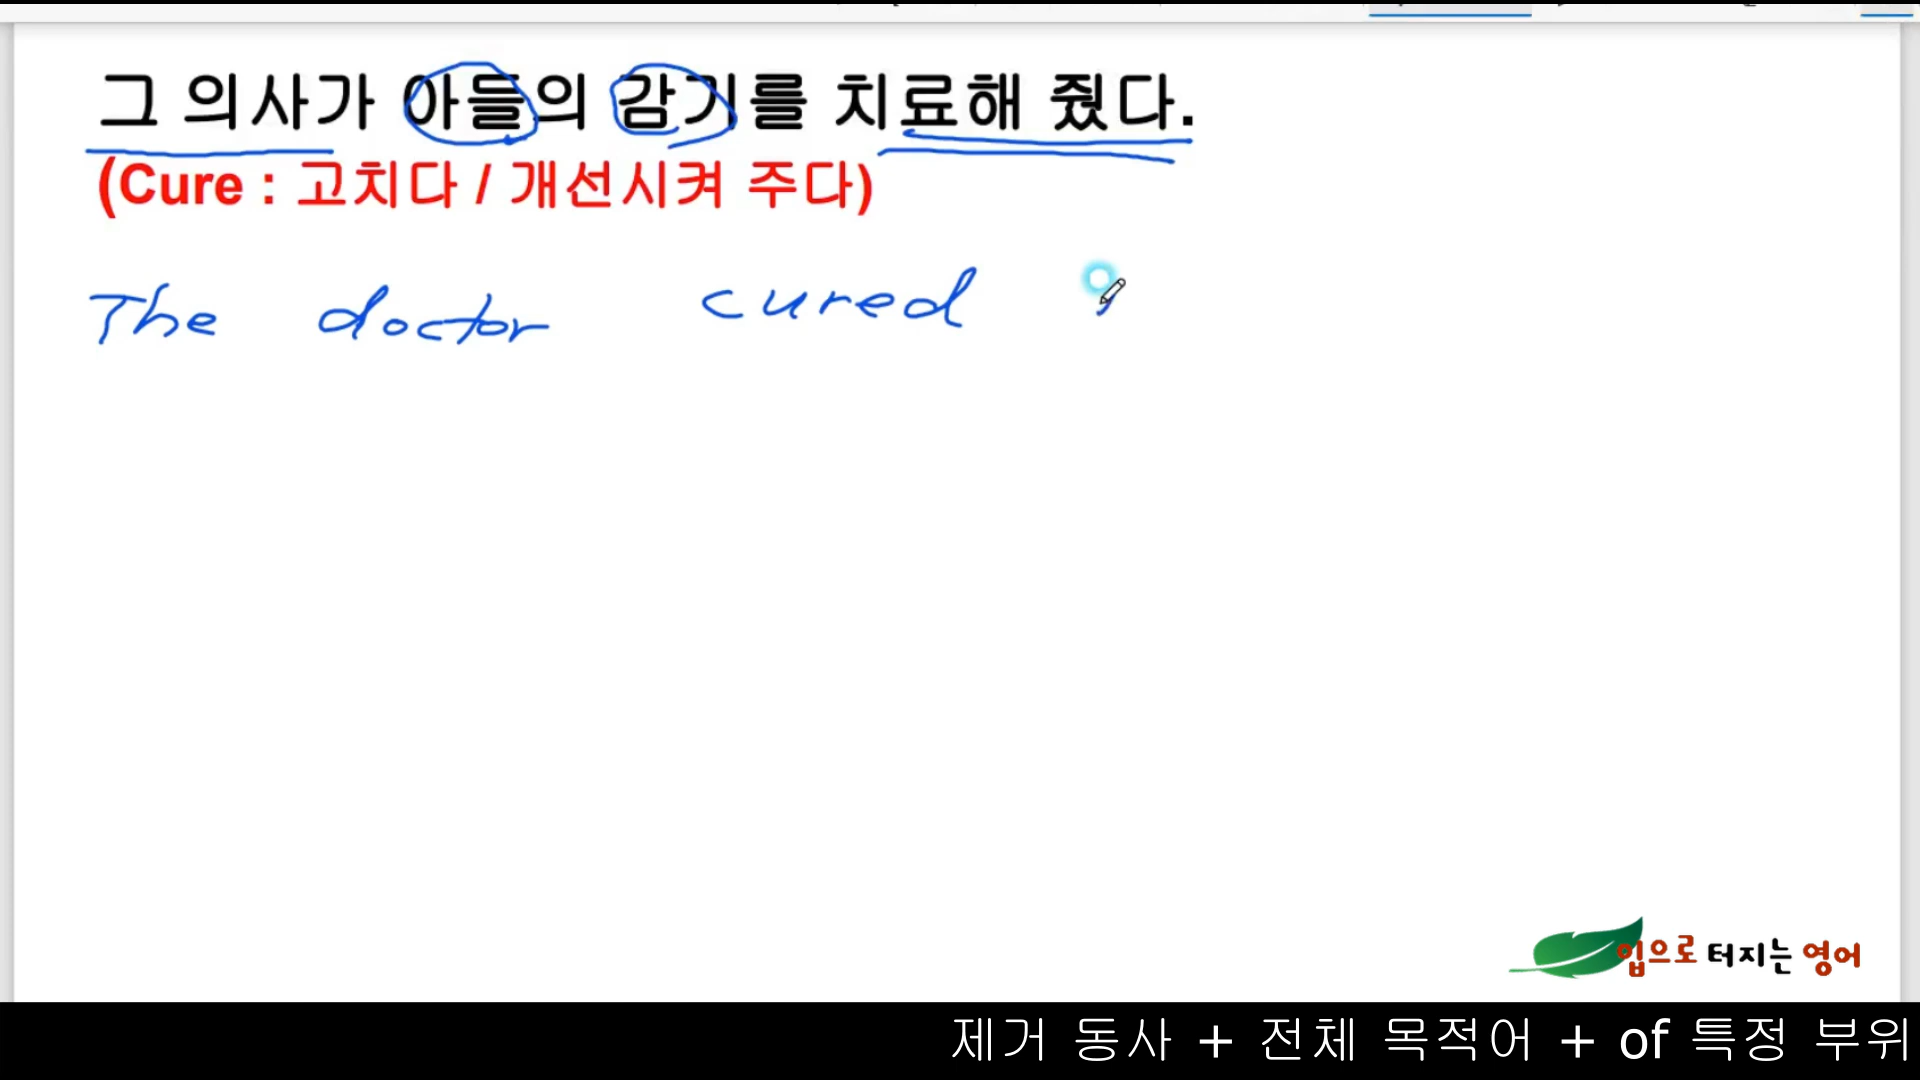 그 의사가 아들의 감기를 치료해 줬다.
(Cure : 고치다 / 개선시켜 주다)
The doctor cured
입으로 터지는 영어
제거 동사 + 전체 목적어 + of 특정 부위